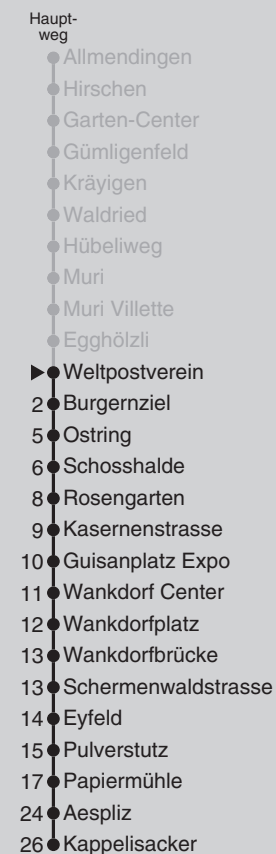 Haupt-
weg
Allmendingen
Hirschen
Garten-Center
Gümligenfeld
Kräyigen
Waldried
Hübeliweg
Muri
Muri Villette
Egghölzli
Weltpostverein
2 Burgernziel
5 Ostring
6 Schosshalde
8 Rosengarten
9 Kasernenstrasse
10 Guisanplatz Expo
11 Wankdorf Center
12 Wankdorfplatz
13 Wankdorfbrücke
13 Schermenwaldstrasse
14 Eyfeld
15 Pulverstutz
17 Papiermühle
24 Aespliz
26 Kappelisacker